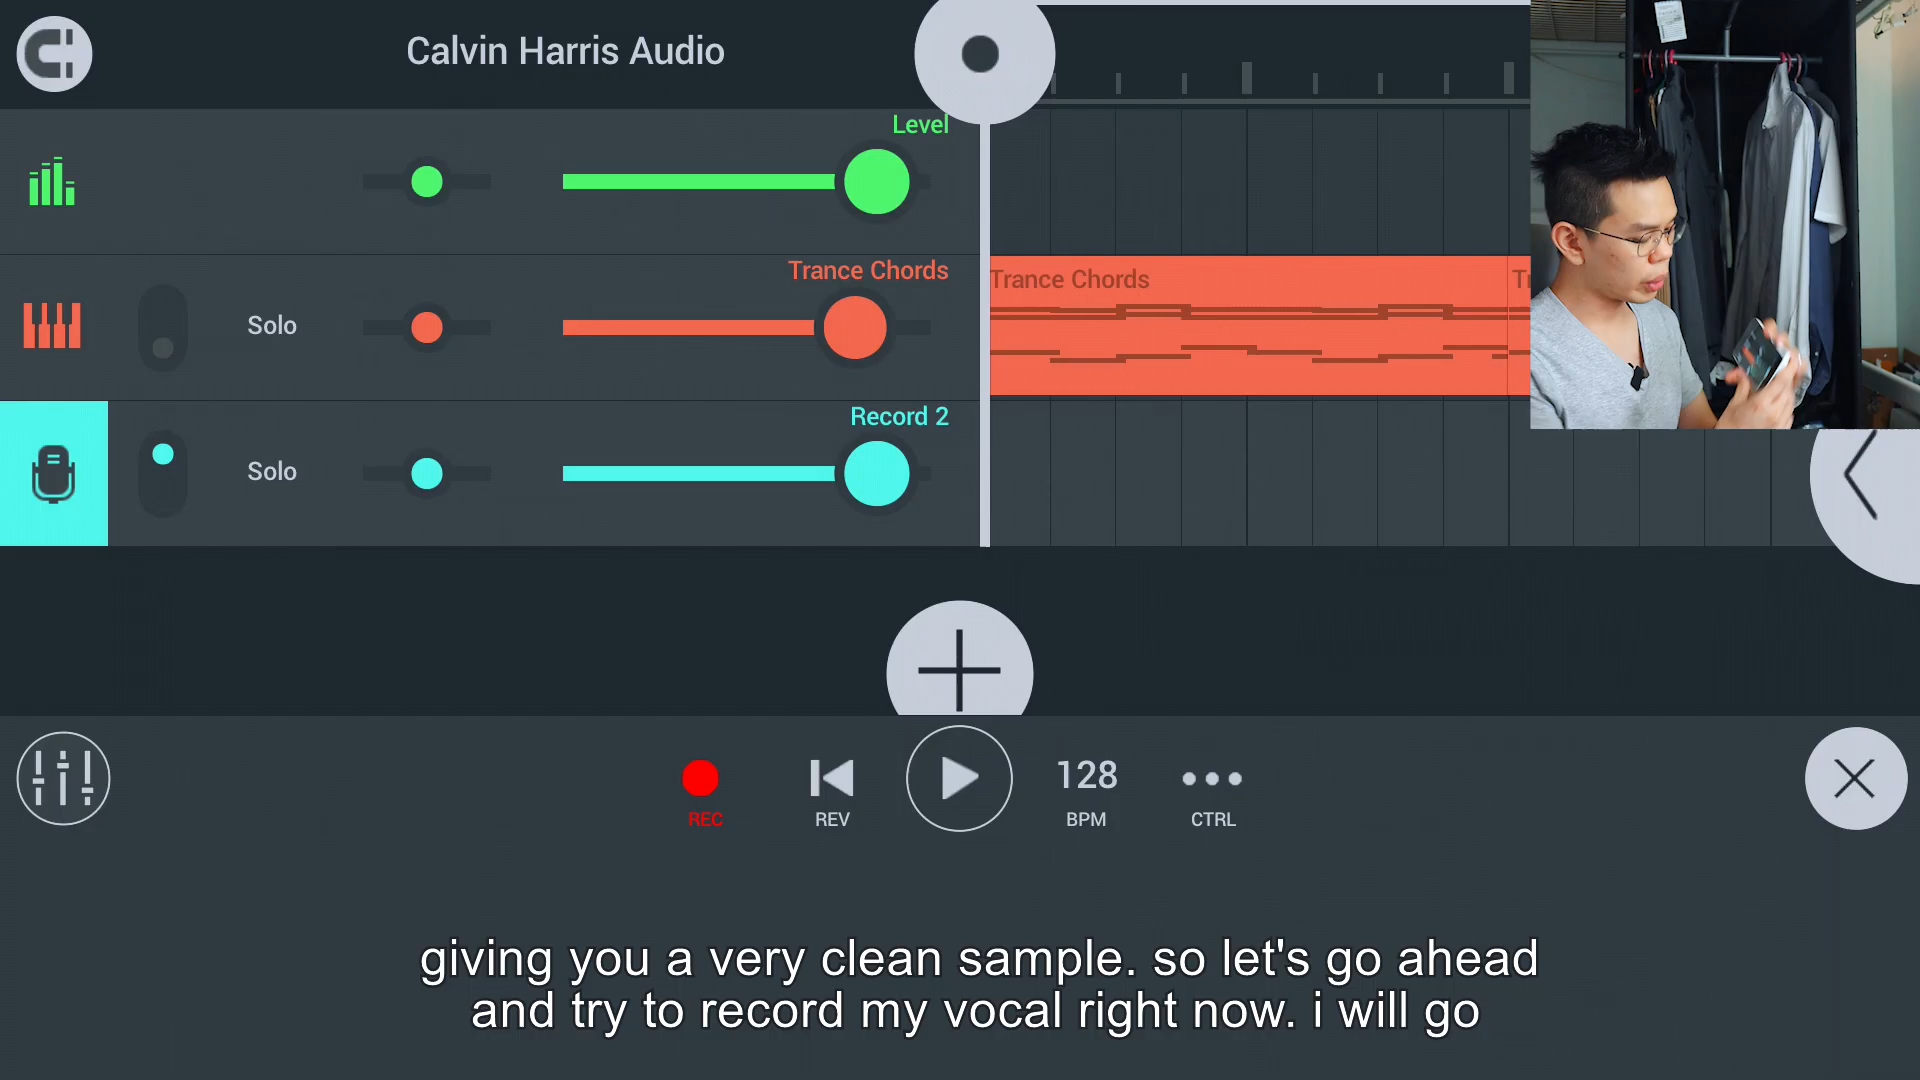 Calvin Harris Audio
Level
Trance Chords
Trance Chords
Solo
Record 2
Solo
REC
REV
128
BPM
CTRL
giving you a very clean sample. so let's go ahead
and try to record my vocal right now. i will go